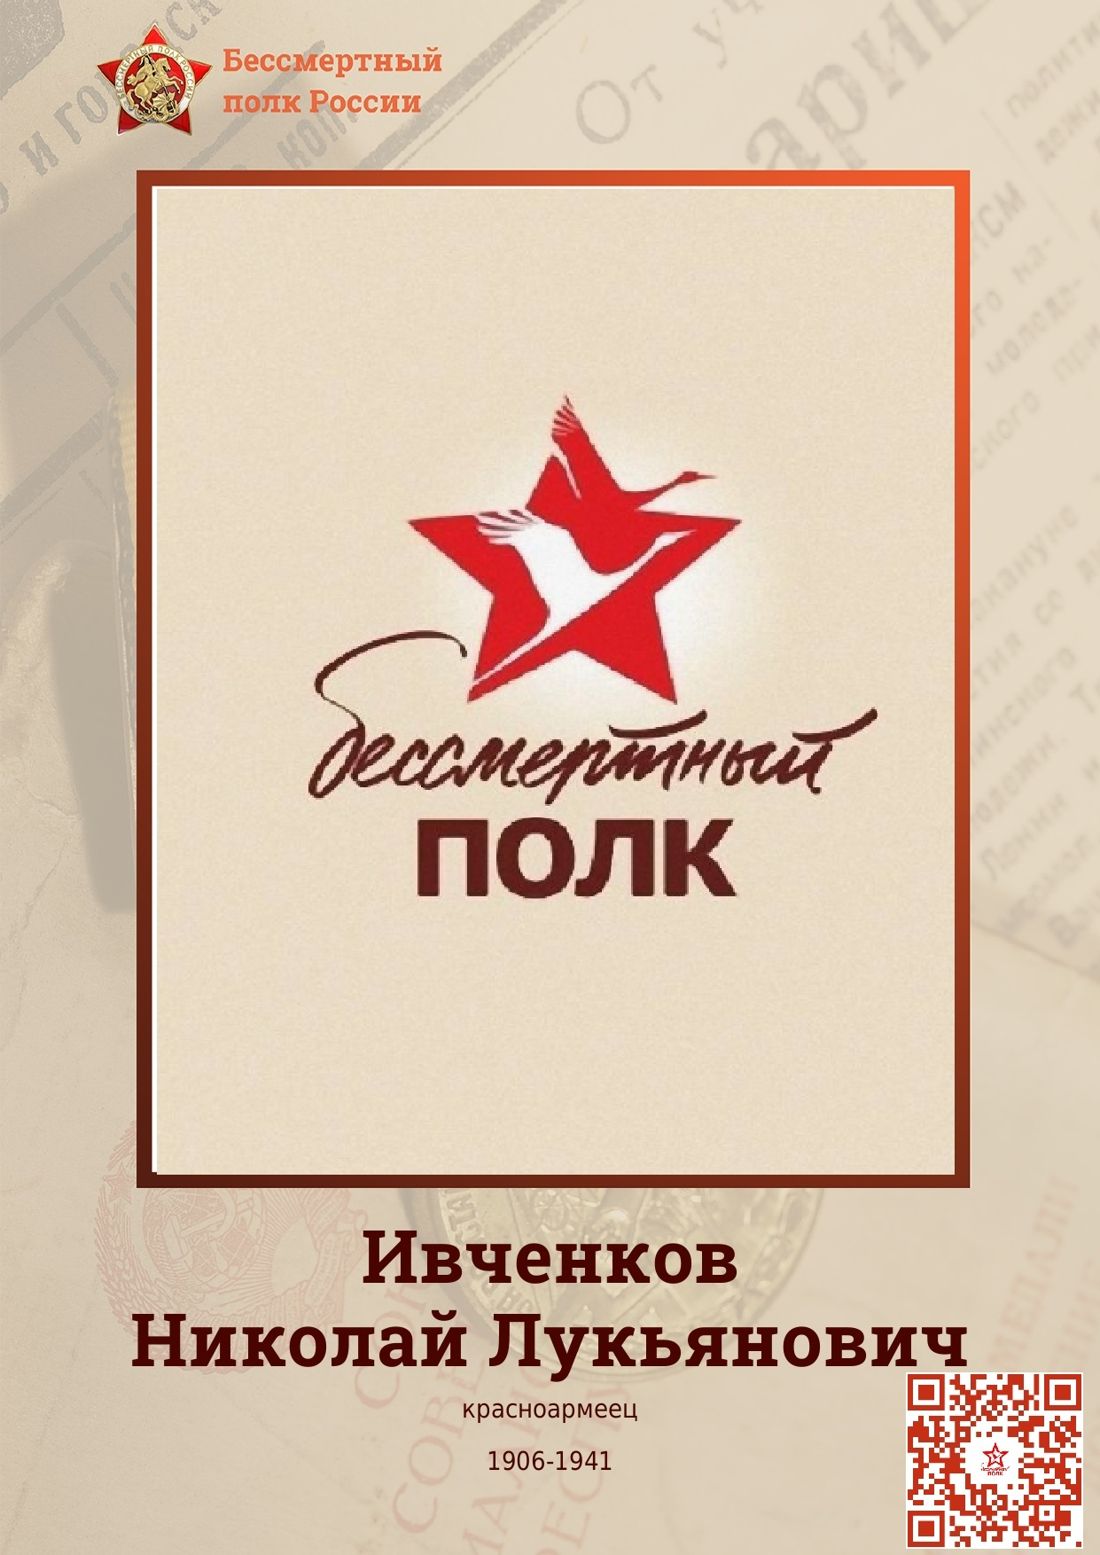 Бессмертный
полк России
бессмертный
ПОЛК
Ивченков
Николай Лукьянович
красноармеец
1906-1941